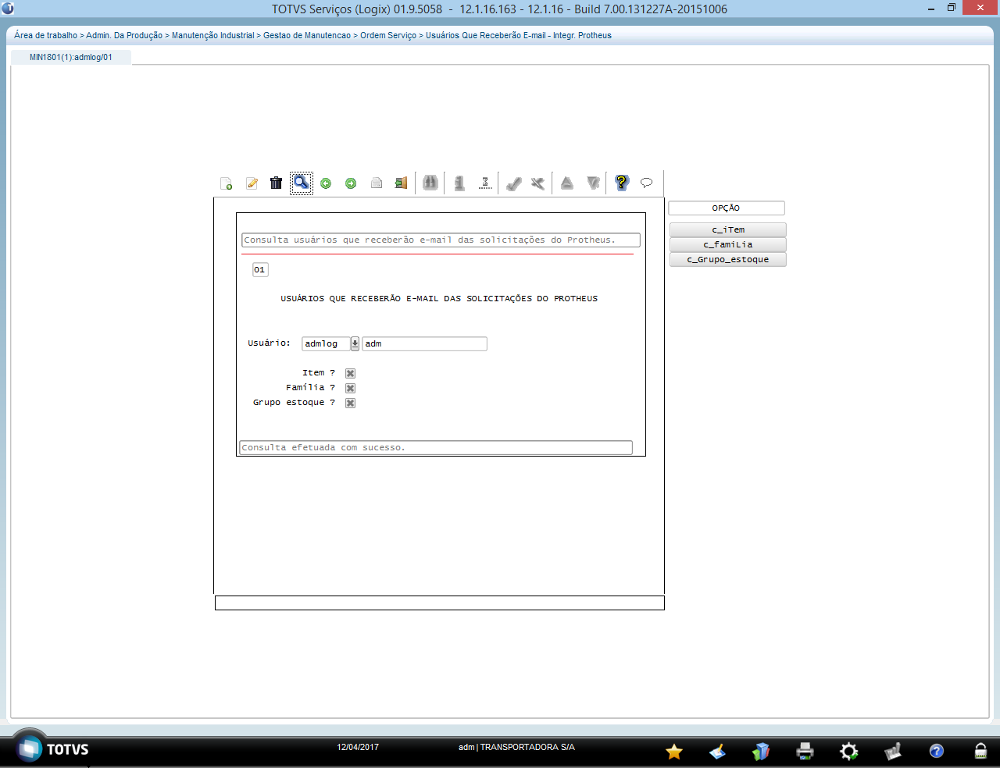 TOTVS Serviços (Logix) 01.9.5058 - 12.1.16.163 - 12.1.16 - Build 7.00.131227A-20151006
Área de trabalho > Admin. Da Produção > Manutenção Industrial > Gestao de Manutencao > Ordem Serviço > Usuários Que Receberão E-mail - Integr. Protheus
MIN1801(1):admlog/01
OPÇÃO
c_iTem
c_famiLia
c_Grupo_estoque
Consulta usuários que receberão e-mail das solicitações do Protheus.
01
USUÁRIOS QUE RECEBERÃO E-MAIL DAS SOLICITAÇÕES DO PROTHEUS
Usuário: admlog adm
Item ?
Família ?
Grupo estoque ?
Consulta efetuada com sucesso.
TOTVS 12/04/2017 adm | TRANSPORTADORA S/A